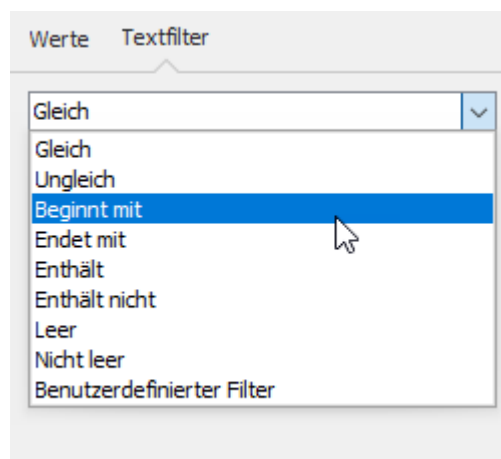 Werte Textfilter
Gleich
Gleich
Ungleich
Beginnt mit
Endet mit
Enthält
Enthält nicht
Leer
Nicht leer
Benutzerdefinierter Filter